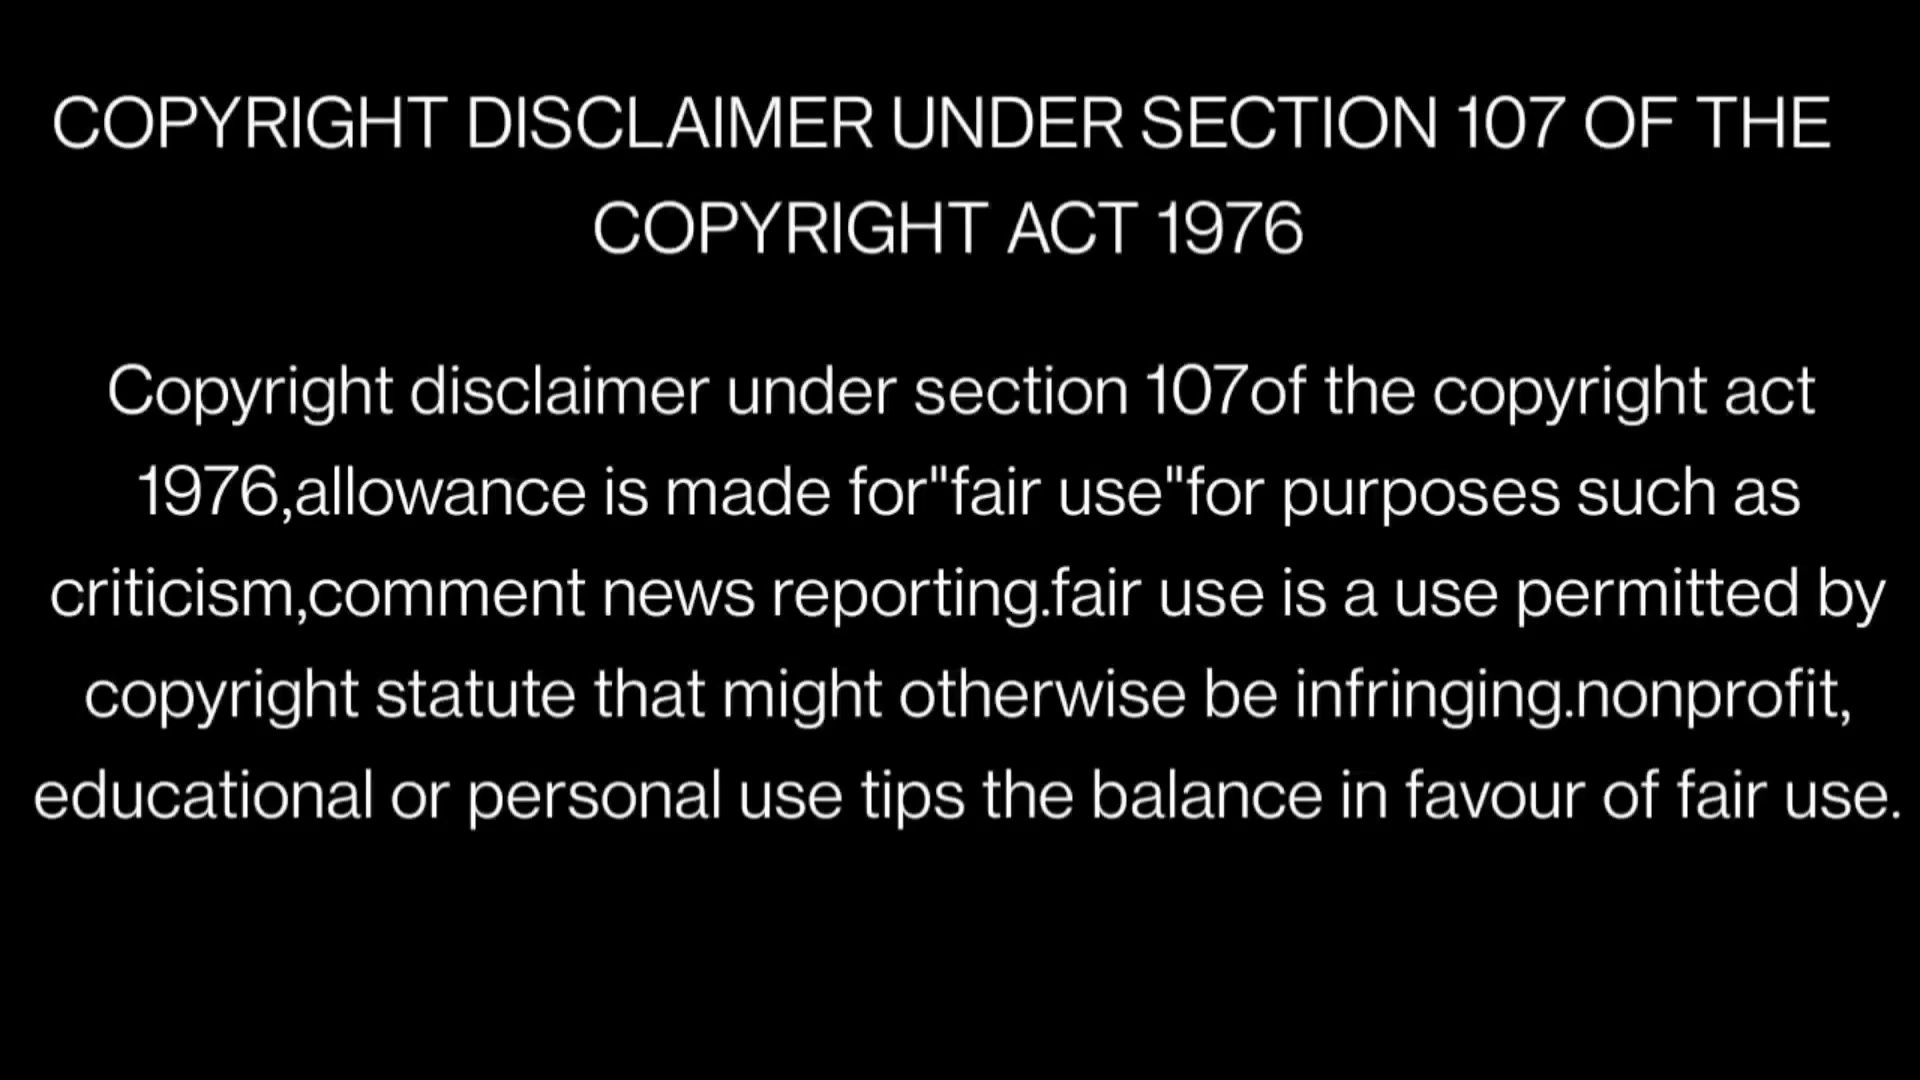 COPYRIGHT DISCLAIMER UNDER SECTION 107 OF THE
COPYRIGHT ACT 1976
Copyright disclaimer under section 107of the copyright act
1976,allowance is made for"fair use"for purposes such as
criticism,comment news reporting.fair use is a use permitted by
copyright statute that might otherwise be infringing.nonprofit,
educational or personal use tips the balance in favour of fair use.